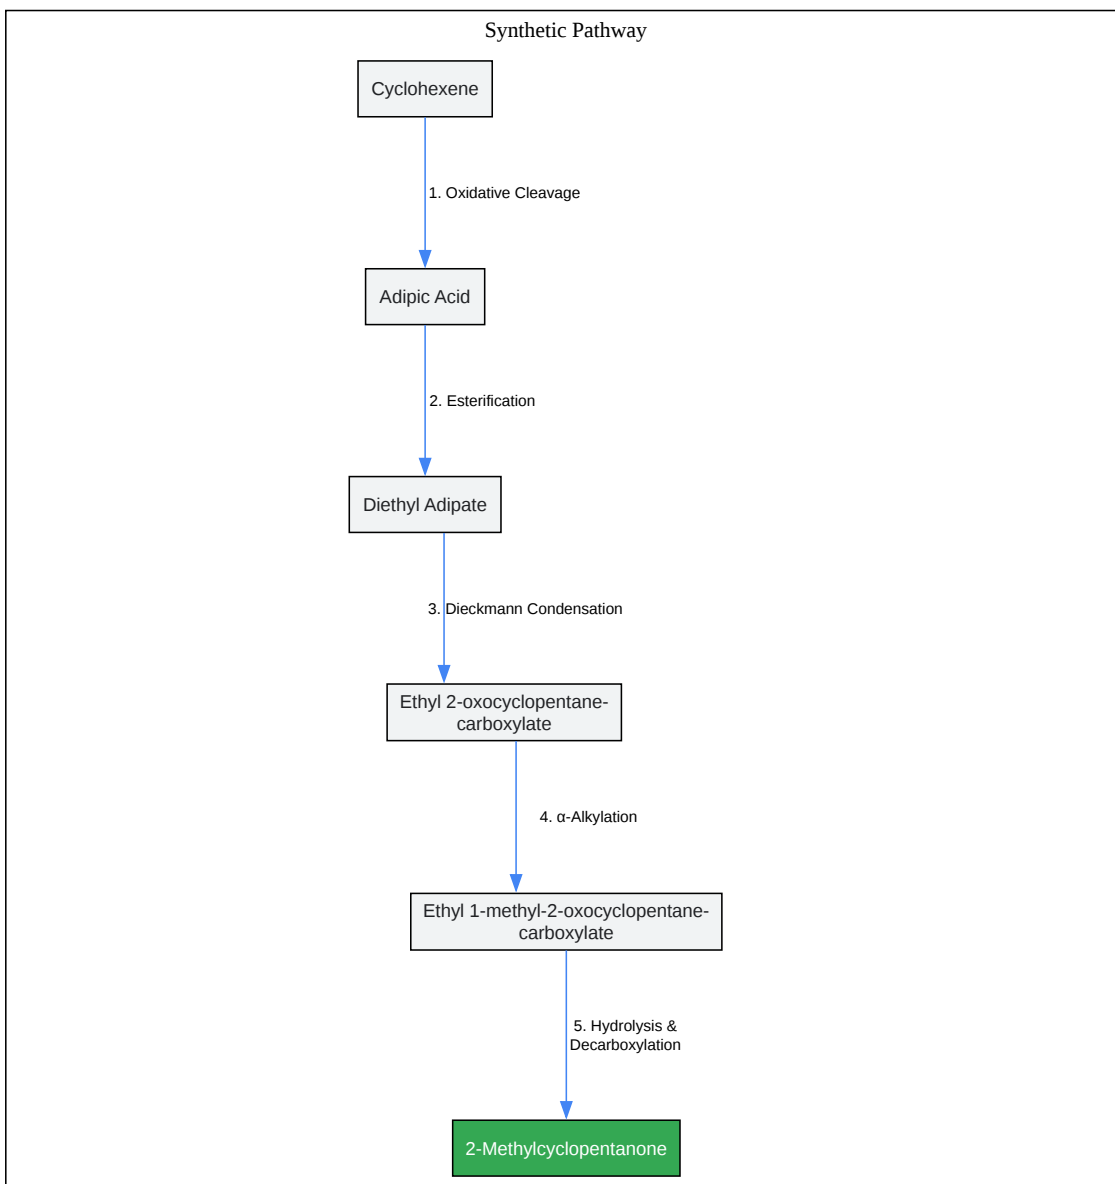 Synthetic Pathway
Cyclohexene
1. Oxidative Cleavage
Adipic Acid
2. Esterification
Diethyl Adipate
3. Dieckmann Condensation
Ethyl 2-oxocyclopentane-
carboxylate
4. α-Alkylation
Ethyl 1-methyl-2-oxocyclopentane-
carboxylate
5. Hydrolysis &
Decarboxylation
2-Methylcyclopentanone